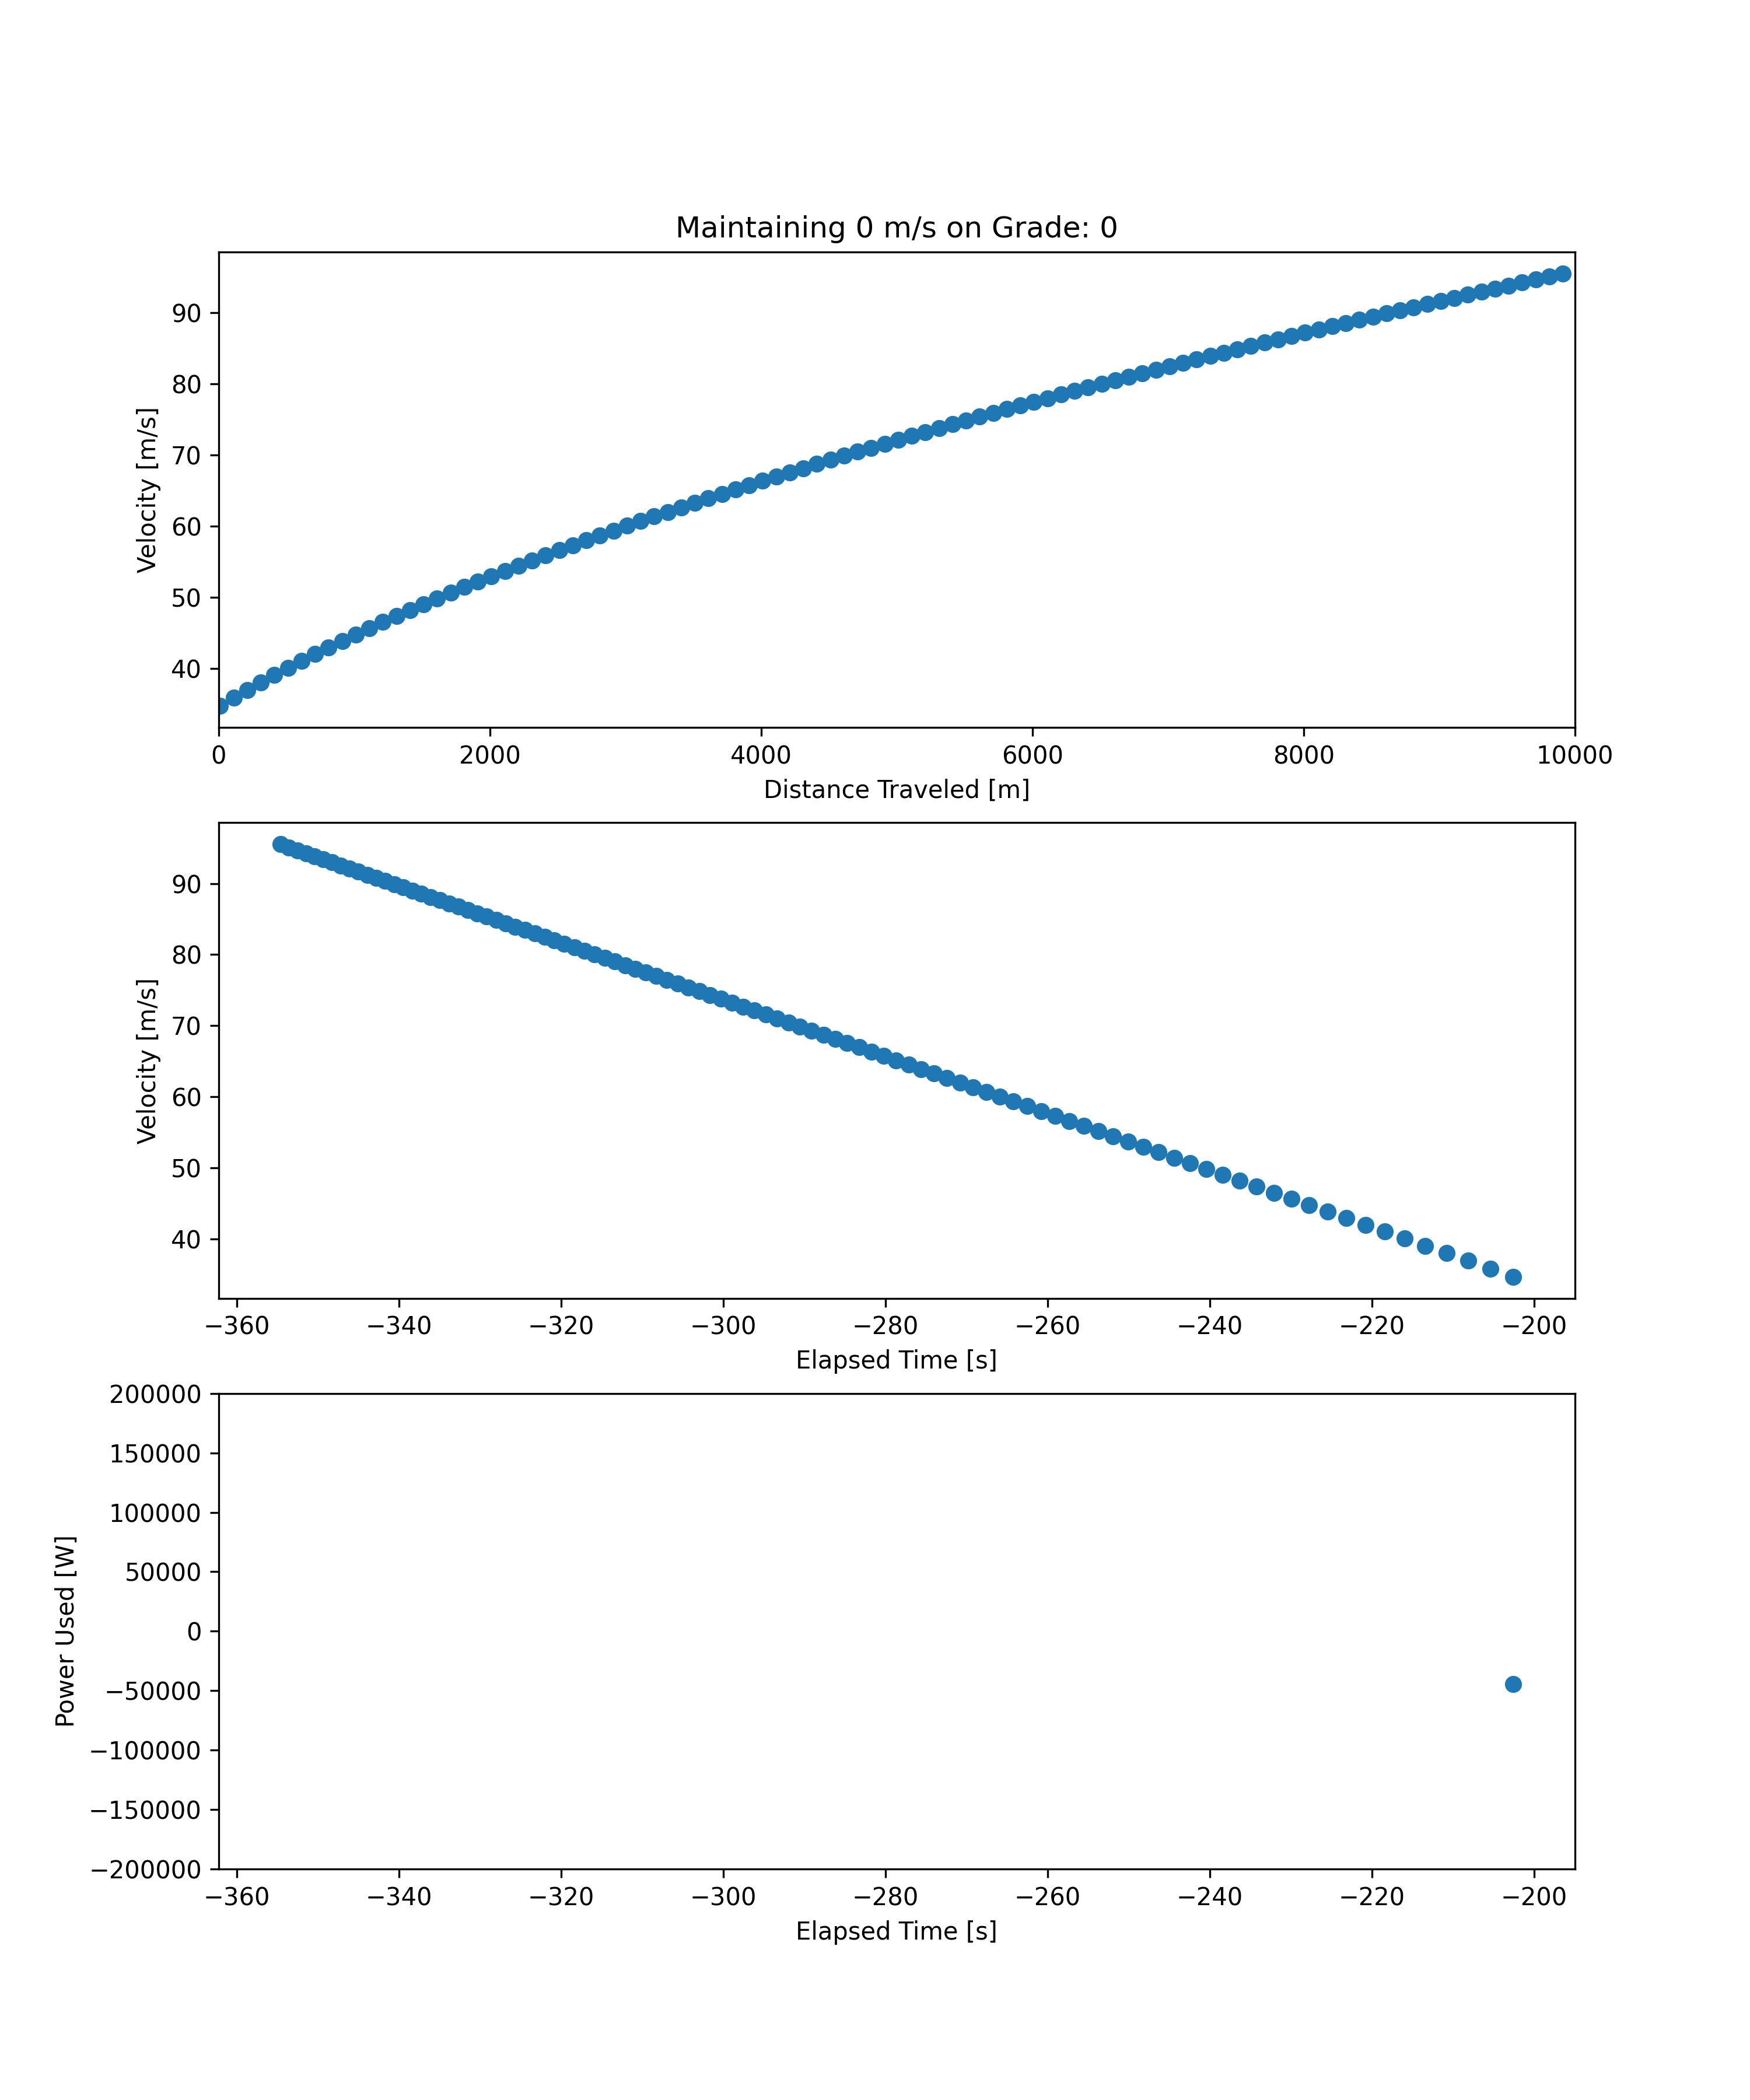 Maintaining 0 m/s on Grade: 0
90
80
70
60
50
40
Velocity [m/s]
0 2000 4000 6000 8000 10000
Distance Traveled [m]
90
80
70
60
50
40
Velocity [m/s]
−360 −340 −320 −300 −280 −260 −240 −220 −200
Elapsed Time [s]
200000
150000
100000
50000
0
−50000
−100000
−150000
−200000
Power Used [W]
−360 −340 −320 −300 −280 −260 −240 −220 −200
Elapsed Time [s]